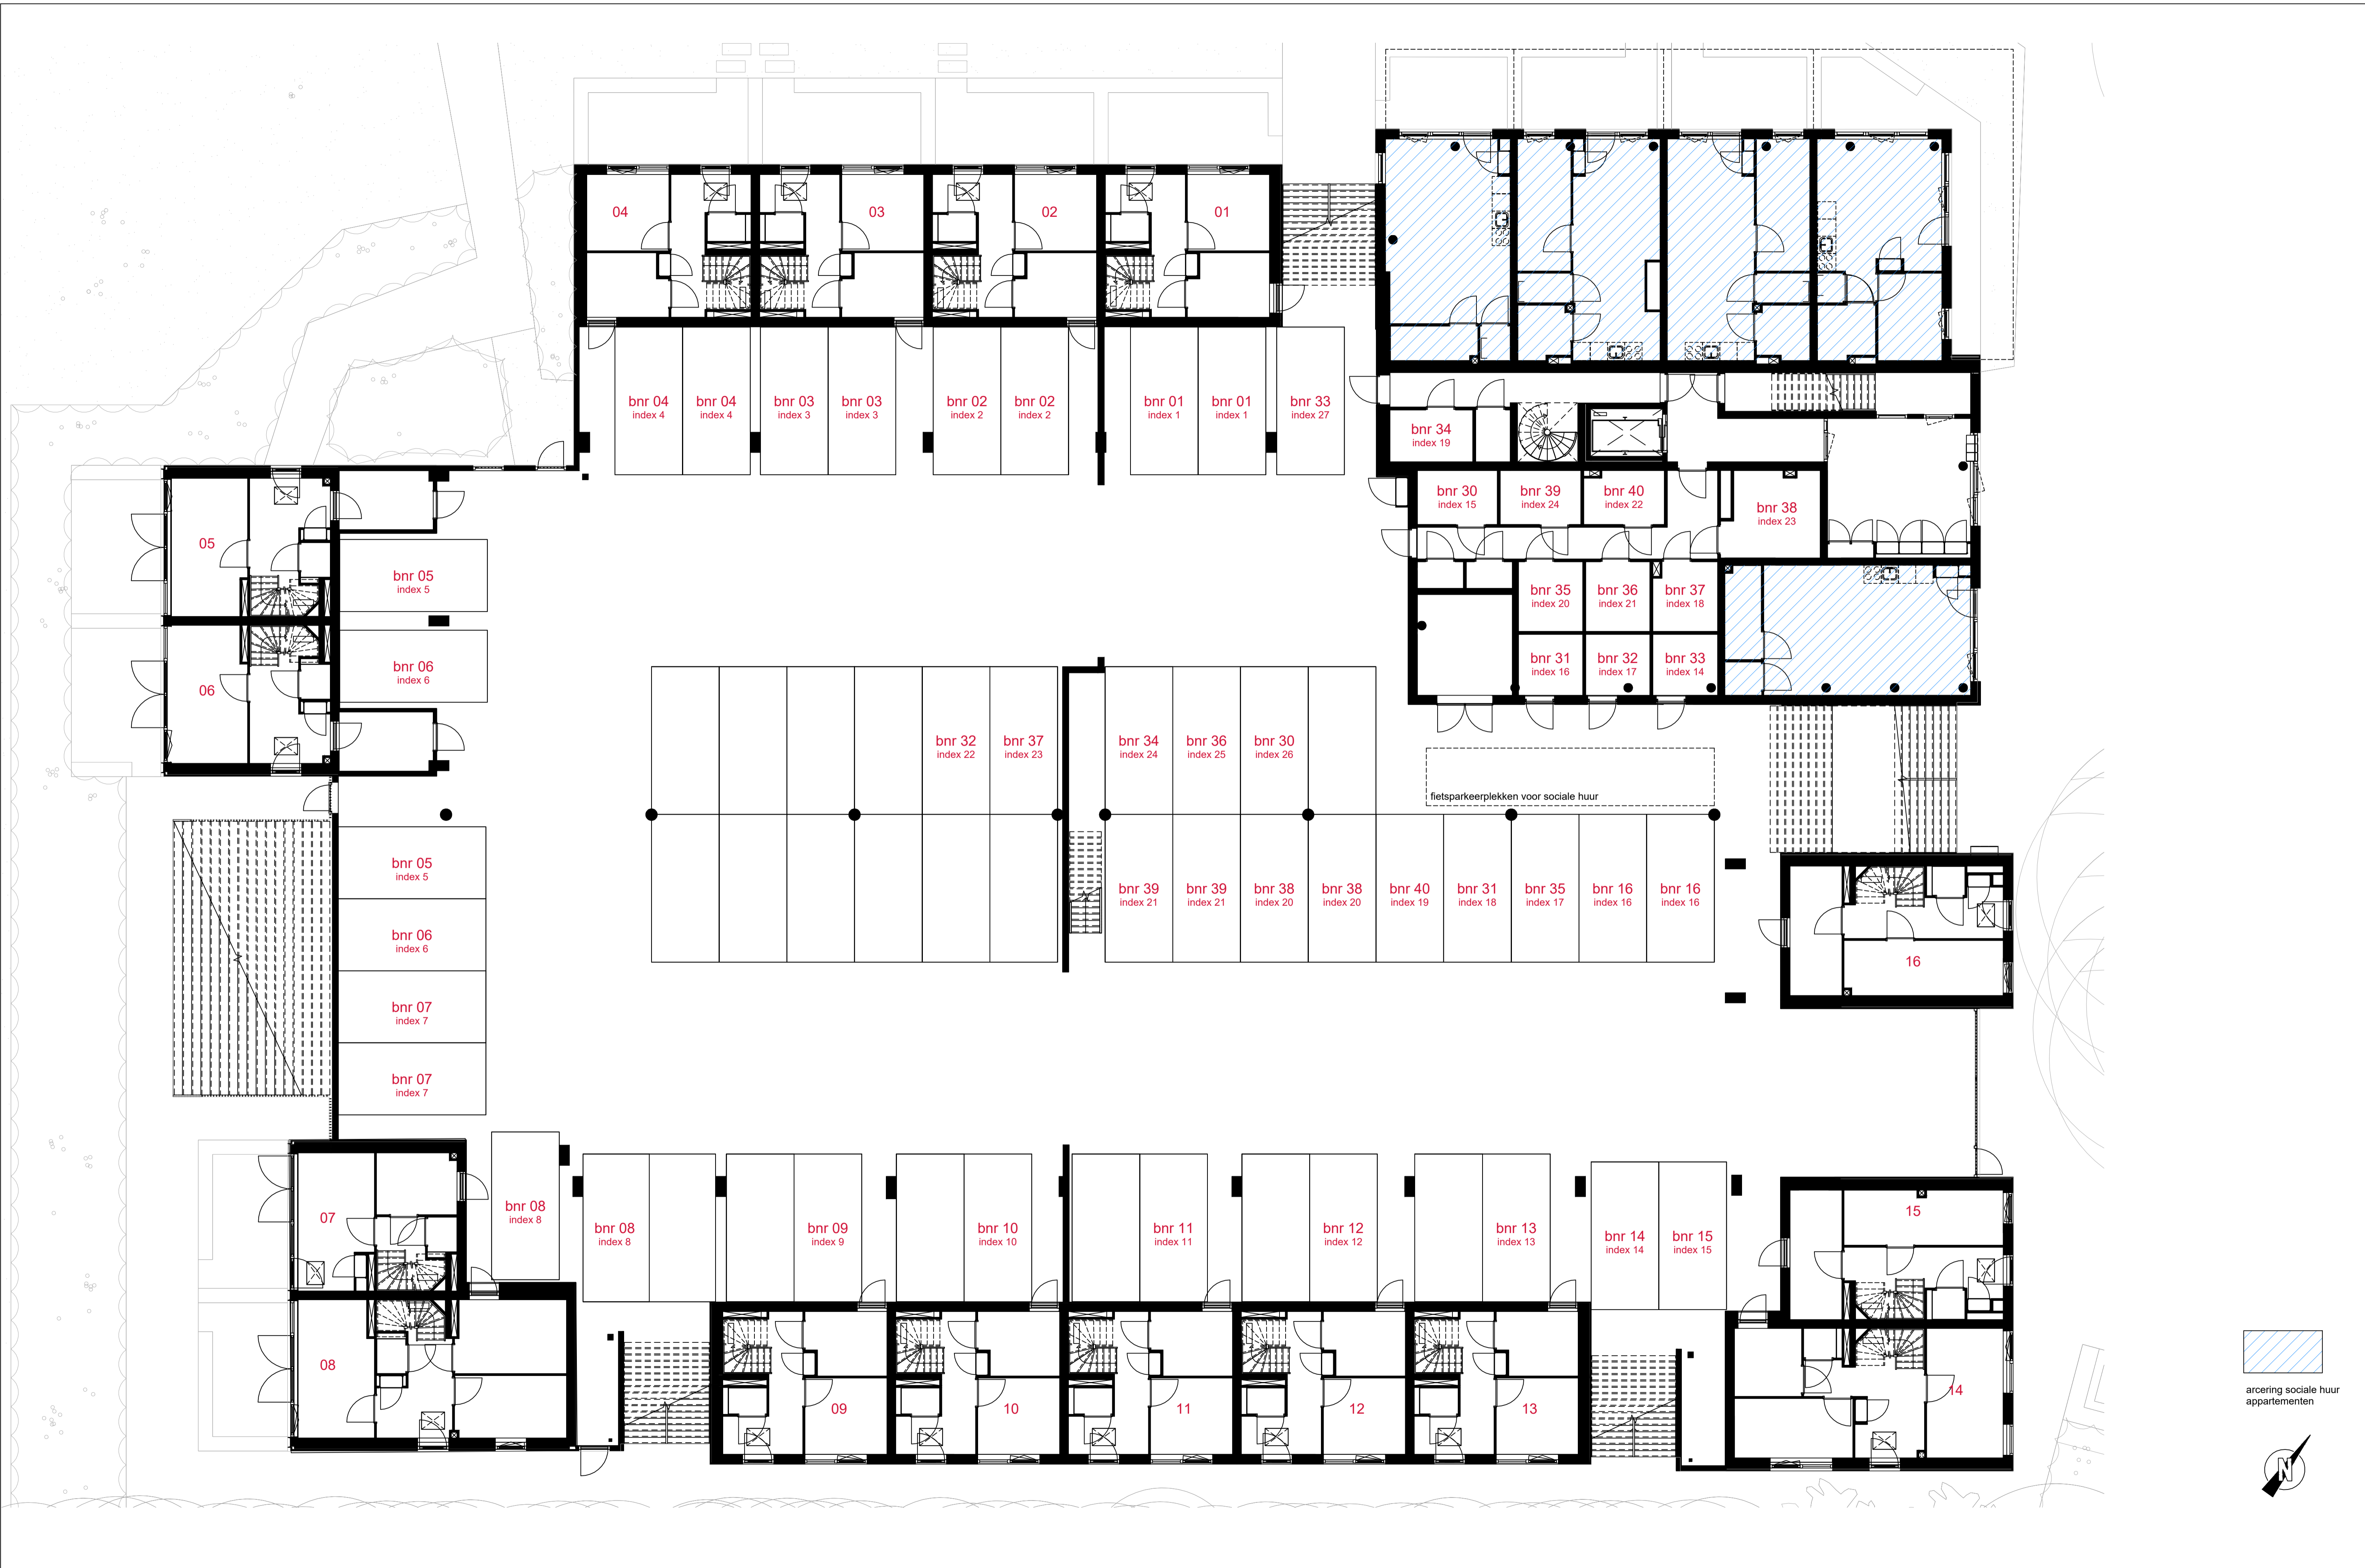 04
03
02
01
bnr 04
index 4
bnr 04
index 4
bnr 03
index 3
bnr 03
index 3
bnr 02
index 2
bnr 02
index 2
bnr 01
index 1
bnr 01
index 1
bnr 33
index 27
bnr 34
index 19
bnr 30
index 15
bnr 39
index 24
bnr 40
index 22
bnr 38
index 23
05
bnr 05
index 5
bnr 35
index 20
bnr 36
index 21
bnr 37
index 18
06
bnr 06
index 6
bnr 31
index 16
bnr 32
index 17
bnr 33
index 14
bnr 32
index 22
bnr 37
index 23
bnr 34
index 24
bnr 36
index 25
bnr 30
index 26
fietsparkeerplekken voor sociale huur
bnr 05
index 5
bnr 06
index 6
bnr 07
index 7
bnr 07
index 7
bnr 39
index 21
bnr 39
index 21
bnr 38
index 20
bnr 38
index 20
bnr 40
index 19
bnr 31
index 18
bnr 35
index 17
bnr 16
index 16
bnr 16
index 16
16
07
bnr 08
index 8
bnr 08
index 8
bnr 09
index 9
bnr 10
index 10
bnr 11
index 11
bnr 12
index 12
bnr 13
index 13
bnr 14
index 14
bnr 15
index 15
15
08
09
10
11
12
13
14
arcering sociale huur
appartementen
N